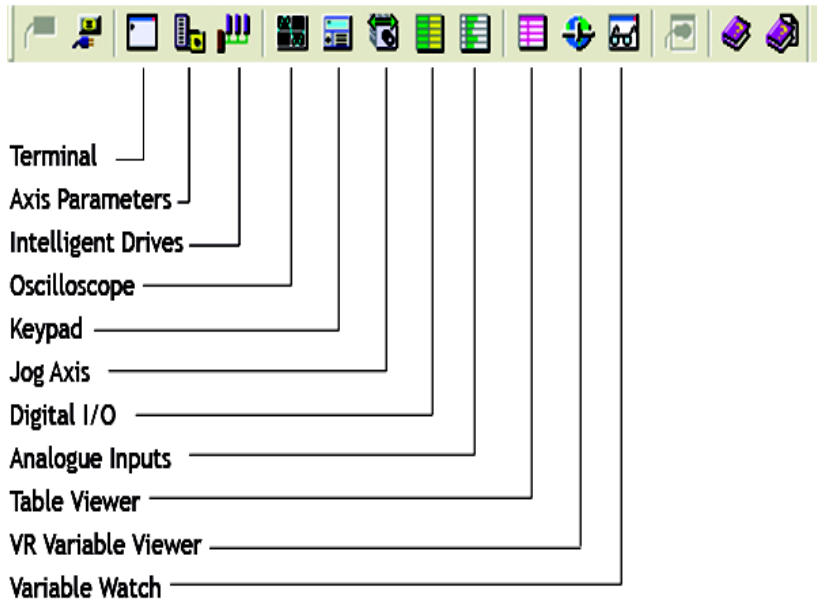 Terminal
Axis Parameters
Intelligent Drives
Oscilloscope
Keypad
Jog Axis
Digital I/O
Analogue Inputs
Table Viewer
VR Variable Viewer
Variable Watch